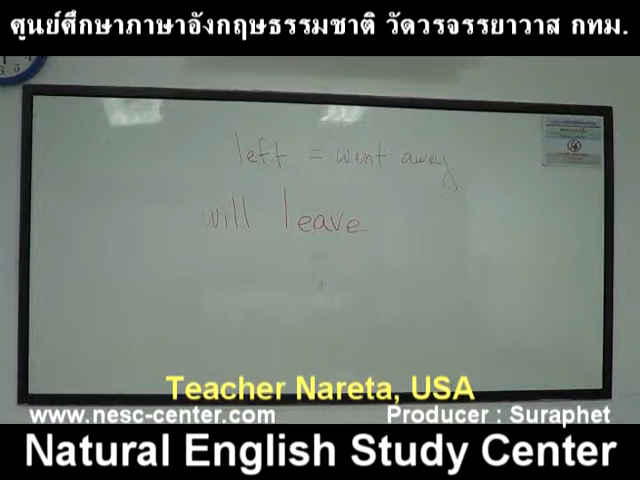 ศูนย์ศึกษาภาษาอังกฤษธรรมชาติ วัดวรจรรยาวาส กทม.
left = went away
will leave
Teacher Nareta, USA
www.nesc-center.com Producer : Suraphet
Natural English Study Center